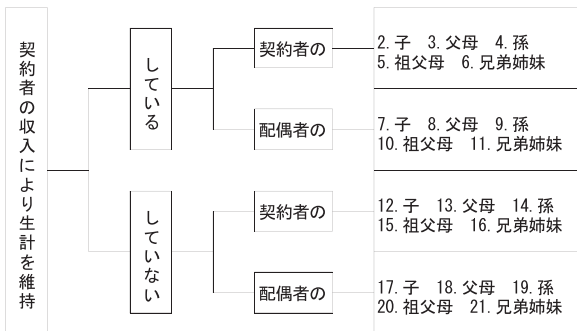 契約者の収入により生計を維持
している
契約者の
2. 子　3. 父母　4. 孫
5. 祖父母　6. 兄弟姉妹
配偶者の
7. 子　8. 父母　9. 孫
10. 祖父母　11. 兄弟姉妹
していない
契約者の
12. 子　13. 父母　14. 孫
15. 祖父母　16. 兄弟姉妹
配偶者の
17. 子　18. 父母　19. 孫
20. 祖父母　21. 兄弟姉妹